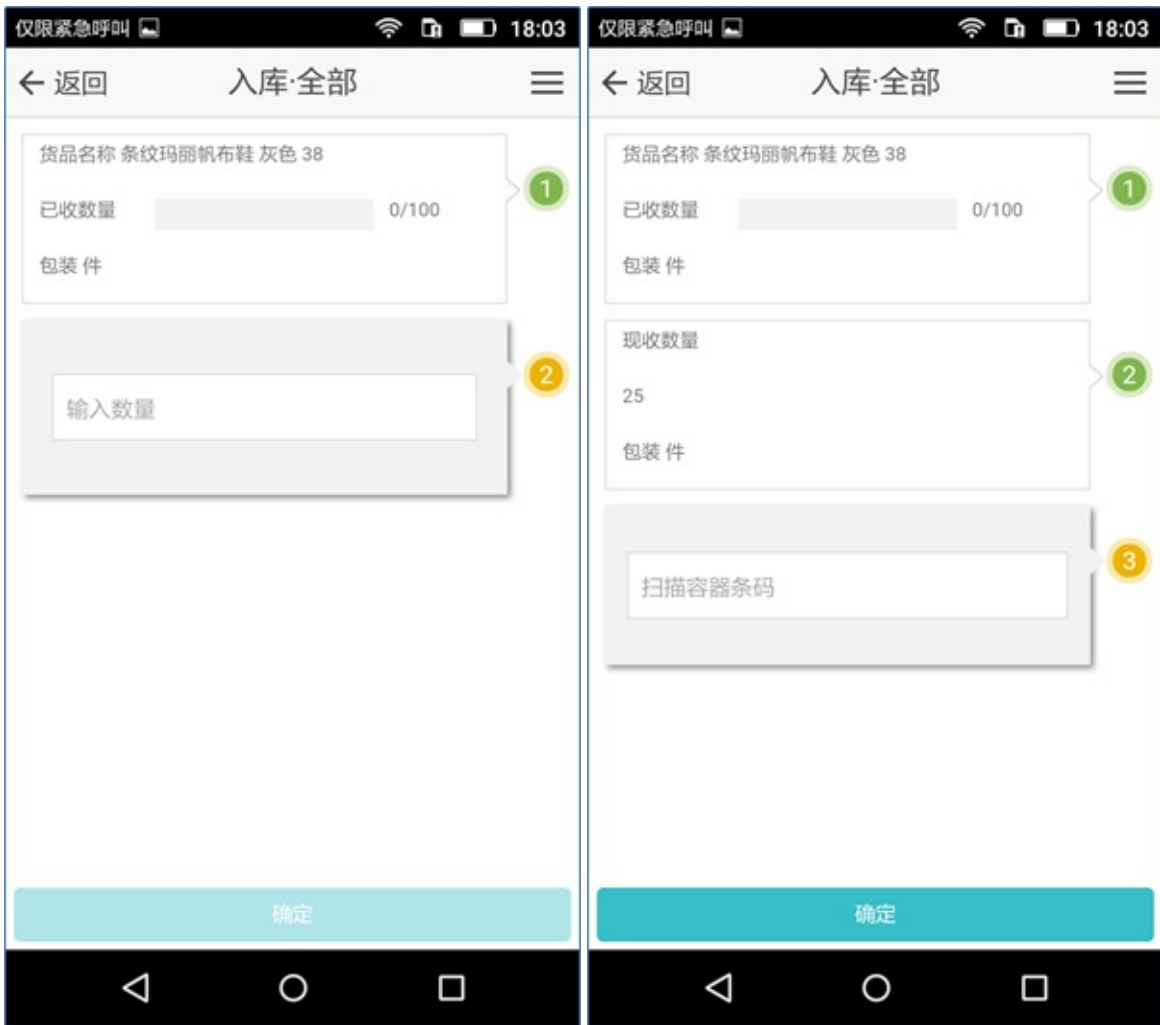 仅限紧急呼叫 18:03
返回 入库·全部
货品名称 条纹玛丽帆布鞋 灰色 38
1
已收数量 0/100
包装 件
2
输入数量
确定
仅限紧急呼叫 18:03
返回 入库·全部
货品名称 条纹玛丽帆布鞋 灰色 38
1
已收数量 0/100
包装 件
现收数量
2
25
包装 件
3
扫描容器条码
确定